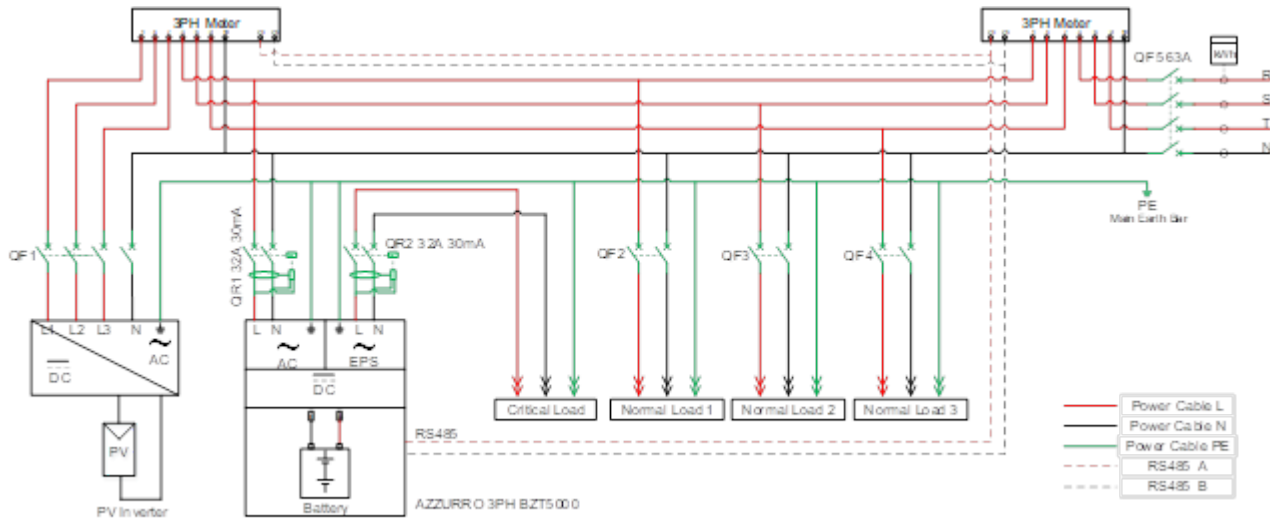 3PH Meter
3PH Meter
QF563A
kWh
R
S
T
N
PE
Main Earth Bar
QF1
QR1 32A 30mA
QR2 32A 30mA
QF2
QF3
QF4
L1 L2 L3 N
AC
DC
L N
AC
L N
EPS
DC
Critical Load
Normal Load 1
Normal Load 2
Normal Load 3
RS485
PV
Battery
PV Inverter
AZZURRO 3PH BZT5000
Power Cable L
Power Cable N
Power Cable PE
RS485 A
RS485 B